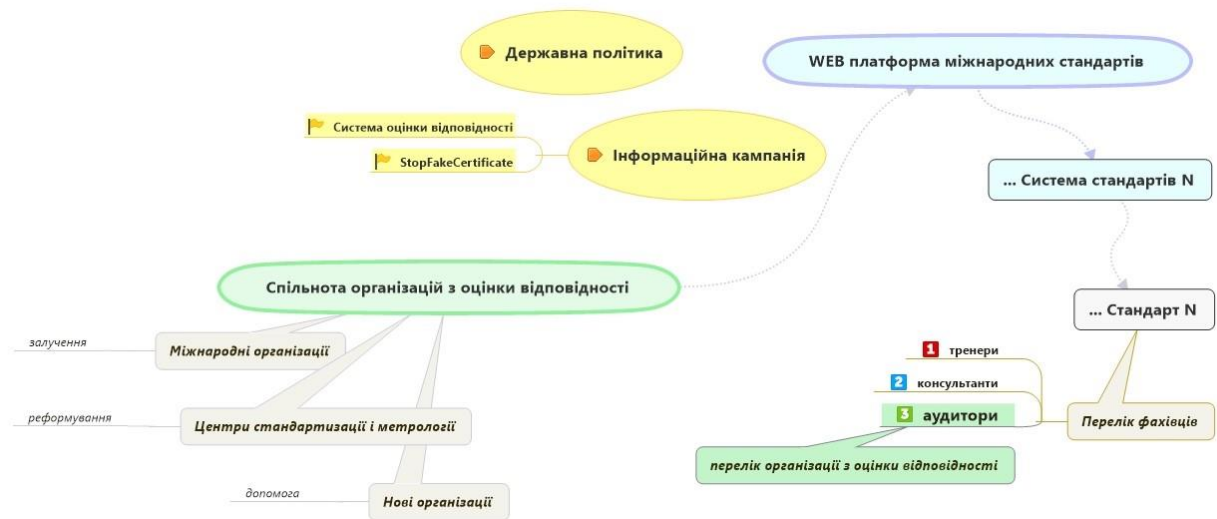 Державна політика
WEB платформа міжнародних стандартів
Система оцінки відповідності
StopFakeCertificate
Інформаційна кампанія
... Система стандартів N
Спільнота організацій з оцінки відповідності
... Стандарт N
залучення
Міжнародні організації
1 тренери
2 консультанти
3 аудитори
Перелік фахівців
реформування
Центри стандартизації і метрології
перелік організації з оцінки відповідності
допомога
Нові організації